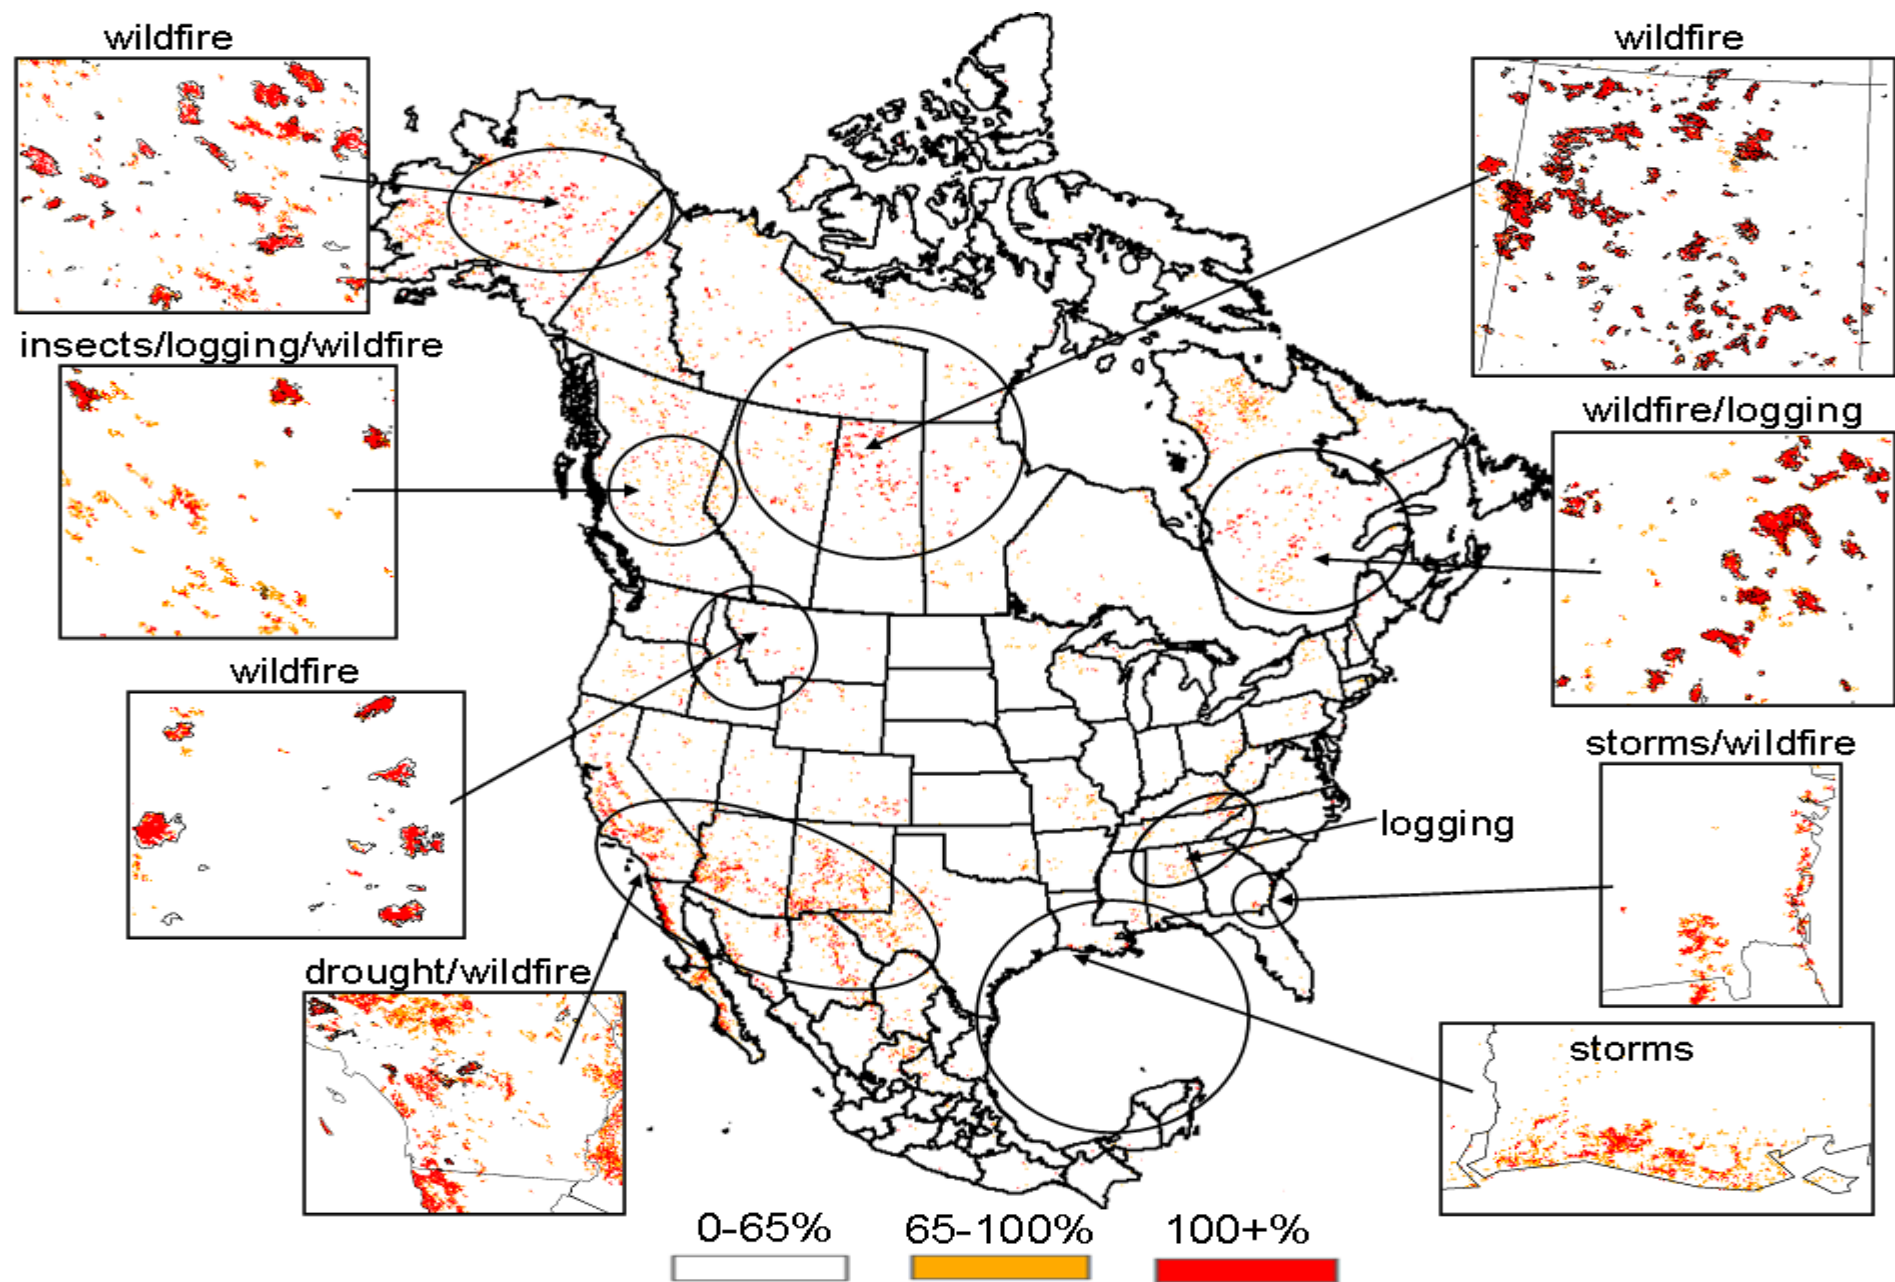 wildfire
wildfire
insects/logging/wildfire
wildfire/logging
wildfire
storms/wildfire
logging
drought/wildfire
storms
0-65%
65-100%
100+%